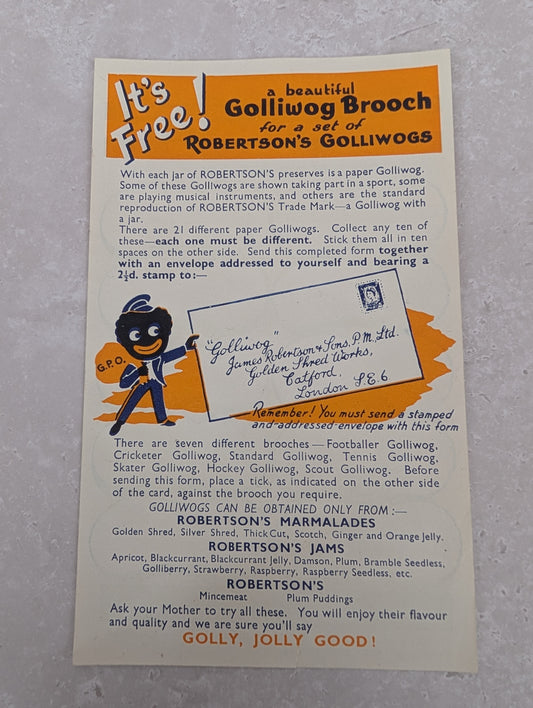 It's Free!
a beautiful
Golliwog Brooch
for a set of
ROBERTSON'S GOLLIWOGS
With each jar of ROBERTSON'S preserves is a paper Golliwog.
Some of these Golliwogs are shown taking part in a sport, some
are playing musical instruments, and others are the standard
reproduction of ROBERTSON'S Trade Mark—a Golliwog with
a jar.
There are 21 different paper Golliwogs. Collect any ten of
these—each one must be different. Stick them all in ten
spaces on the other side. Send this completed form together
with an envelope addressed to yourself and bearing a
2½d. stamp to:—
G.P.O.
"Golliwog"
James Robertson & Sons, P.M., Ltd.
Golden Shred Works,
Catford,
London S.E.6
Remember! You must send a stamped
and addressed envelope with this form
There are seven different brooches—Footballer Golliwog,
Cricketer Golliwog, Standard Golliwog, Tennis Golliwog,
Skater Golliwog, Hockey Golliwog, Scout Golliwog. Before
sending this form, place a tick, as indicated on the other side
of the card, against the brooch you require.
GOLLIWOGS CAN BE OBTAINED ONLY FROM :—
ROBERTSON'S MARMALADES
Golden Shred, Silver Shred, Thick Cut, Scotch, Ginger and Orange Jelly.
ROBERTSON'S JAMS
Apricot, Blackcurrant, Blackcurrant Jelly, Damson, Plum, Bramble Seedless,
Golliberry, Strawberry, Raspberry, Raspberry Seedless, etc.
ROBERTSON'S
Mincemeat Plum Puddings
Ask your Mother to try all these. You will enjoy their flavour
and quality and we are sure you'll say
GOLLY, JOLLY GOOD!